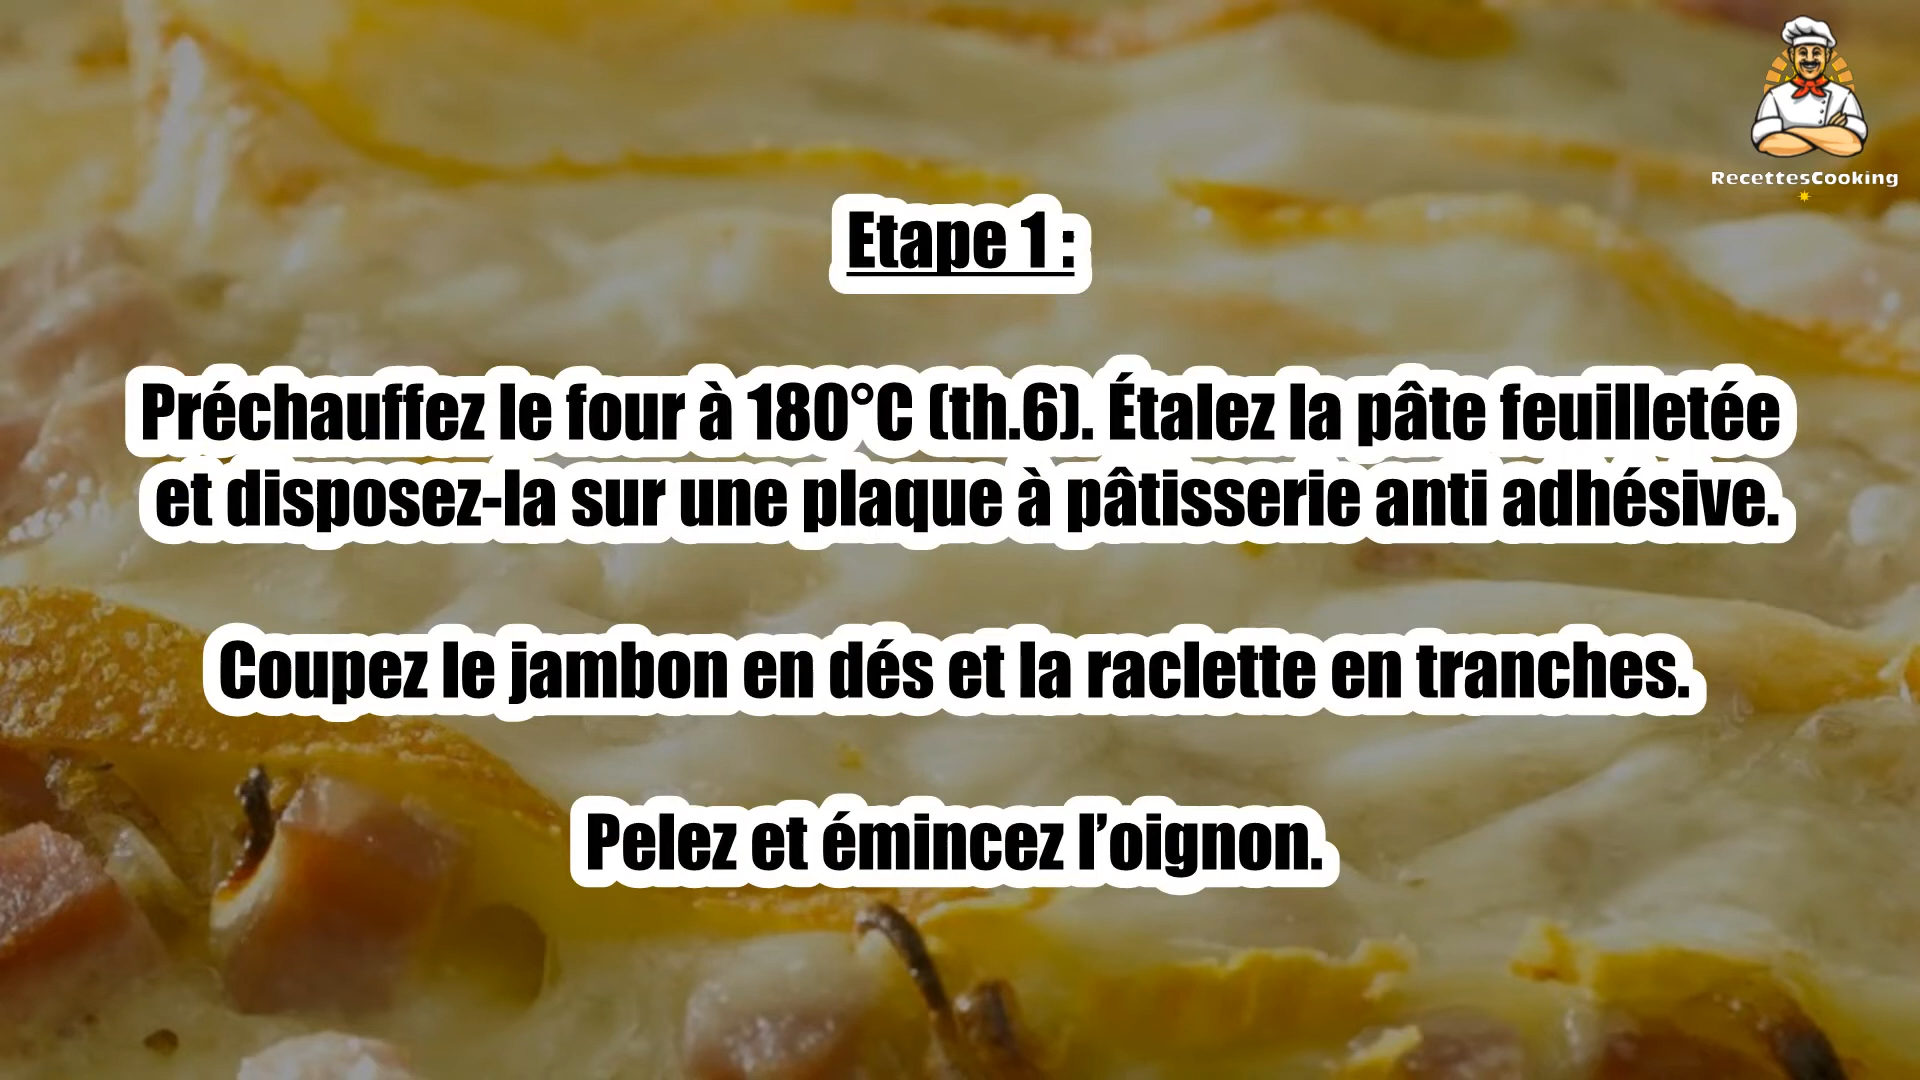 RecettesCooking
Etape 1 :
Préchauffez le four à 180°C (th.6). Étalez la pâte feuilletée
et disposez-la sur une plaque à pâtisserie anti adhésive.
Coupez le jambon en dés et la raclette en tranches.
Pelez et émincez l’oignon.